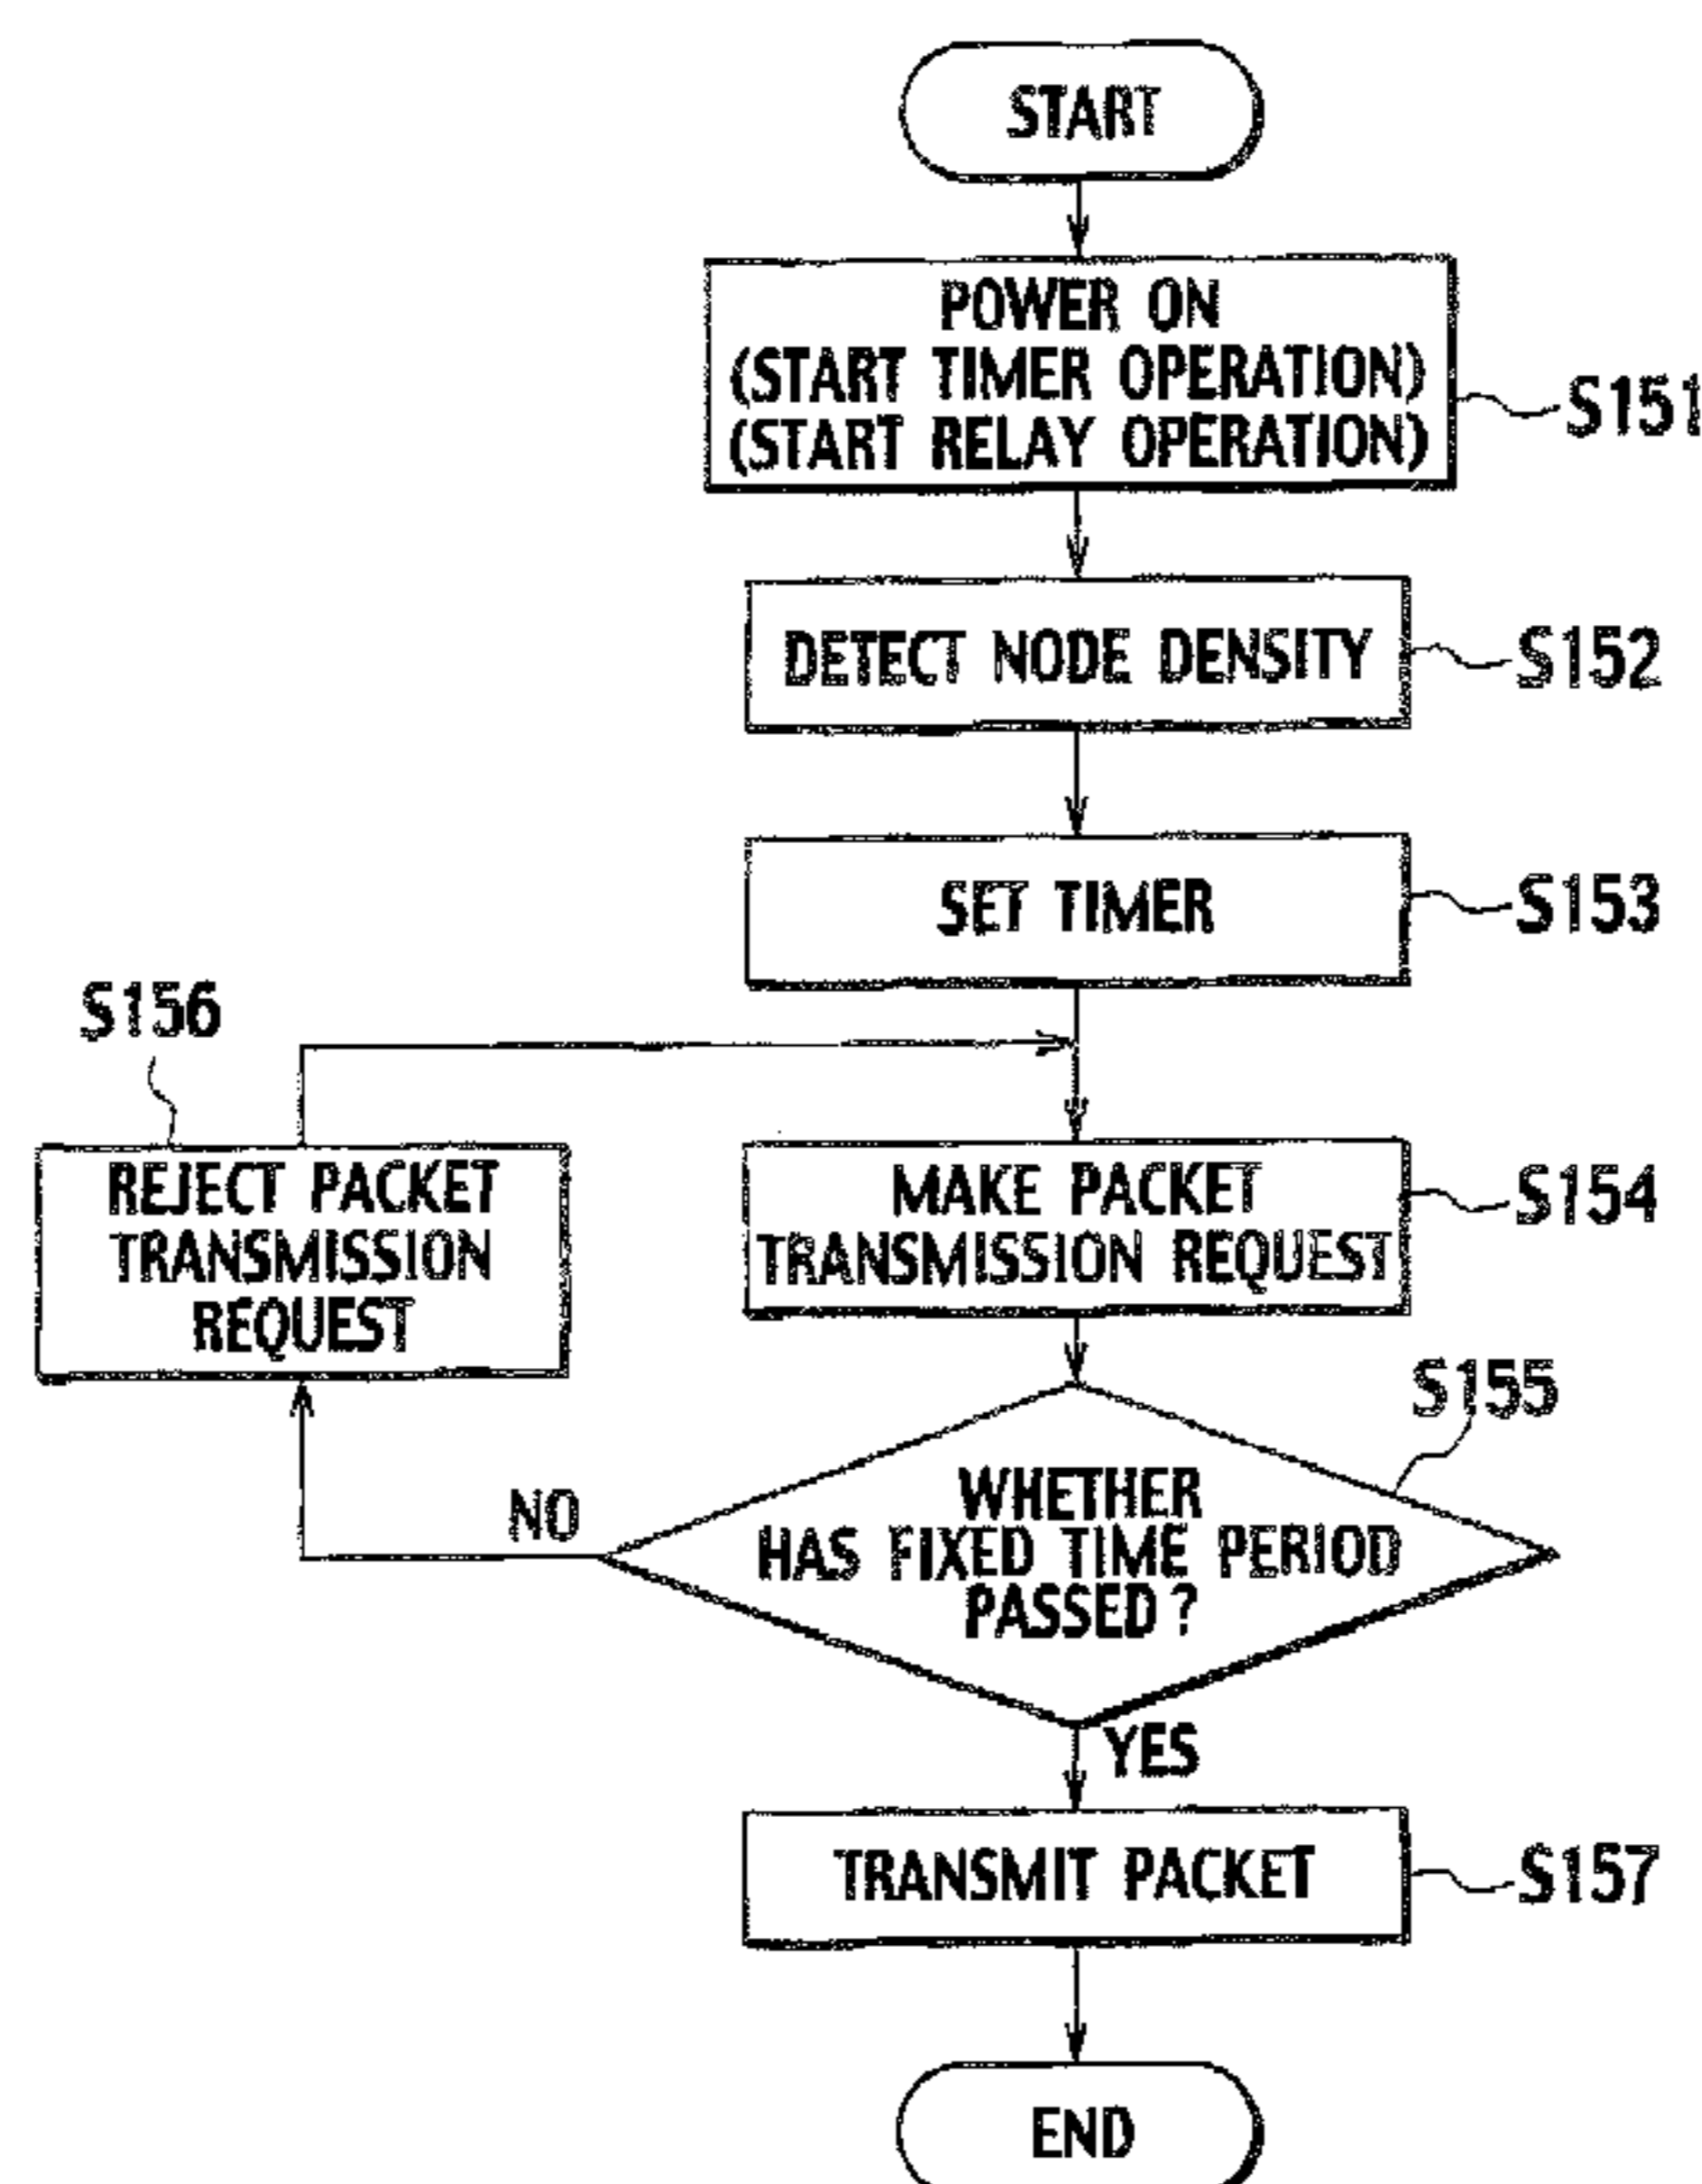 START
POWER ON
(START TIMER OPERATION)
(START RELAY OPERATION)
S151
DETECT NODE DENSITY
S152
SET TIMER
S153
S156
REJECT PACKET
TRANSMISSION
REQUEST
MAKE PACKET
TRANSMISSION REQUEST
S154
S155
WHETHER
HAS FIXED TIME PERIOD
PASSED?
NO
YES
TRANSMIT PACKET
S157
END